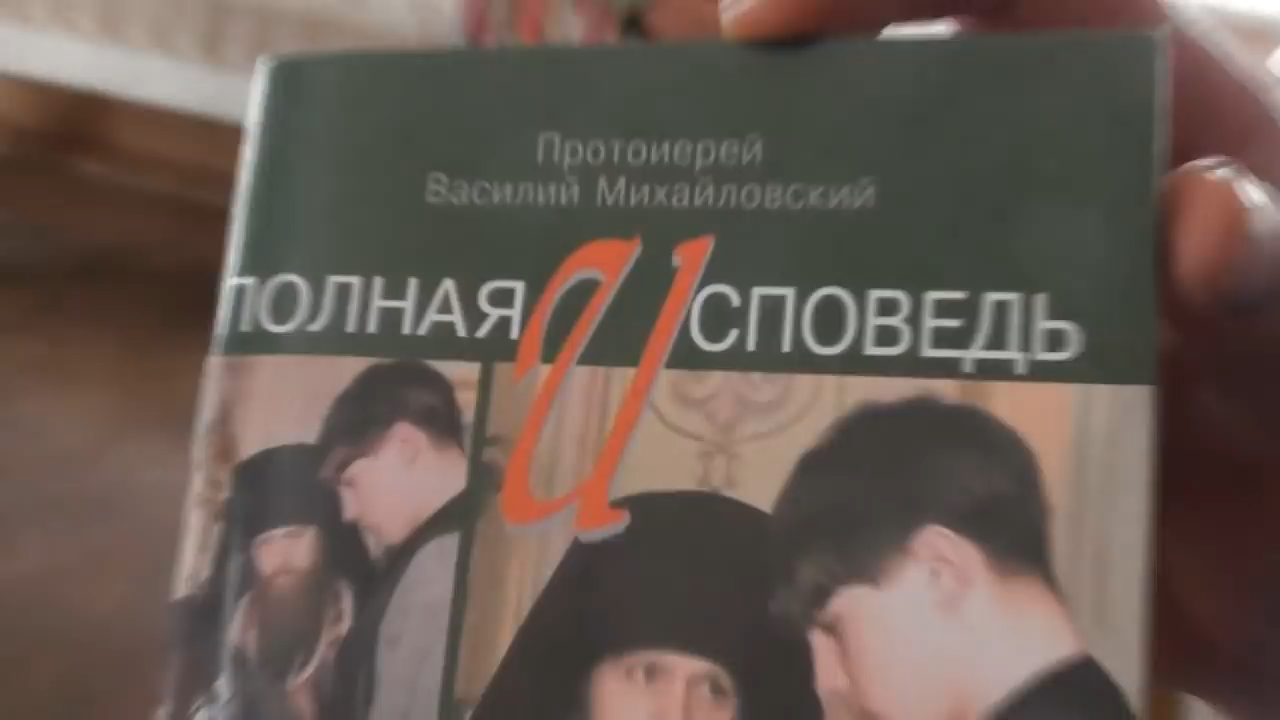 Протоиерей
Василий Михайловский
ПОЛНАЯ ИСПОВЕДЬ